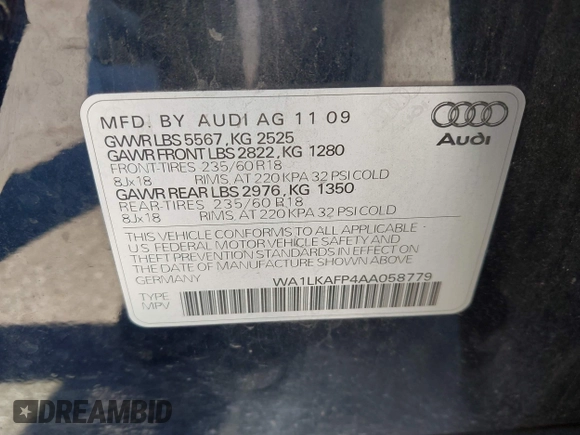 MFD. BY AUDI AG 11 09
GWWR LBS 5567, KG 2525
GAWR FRONT LBS 2822, KG 1280
FRONT-TIRES 235/60 R18
8Jx18 RIMS, AT 220 KPA 32 PSI COLD
GAWR REAR LBS 2976, KG 1350
REAR-TIRES 235/60 R18
8Jx18 RIMS, AT 220 KPA 32 PSI COLD
THIS VEHICLE CONFORMS TO ALL APPLICABLE
U.S. FEDERAL MOTOR VEHICLE SAFETY AND
THEFT PREVENTION STANDARDS IN EFFECT ON
THE DATE OF MANUFACTURE SHOWN ABOVE.
GERMANY WA1LKAFP4AA058779
TYPE:
MPV
Audi
DREAMBID